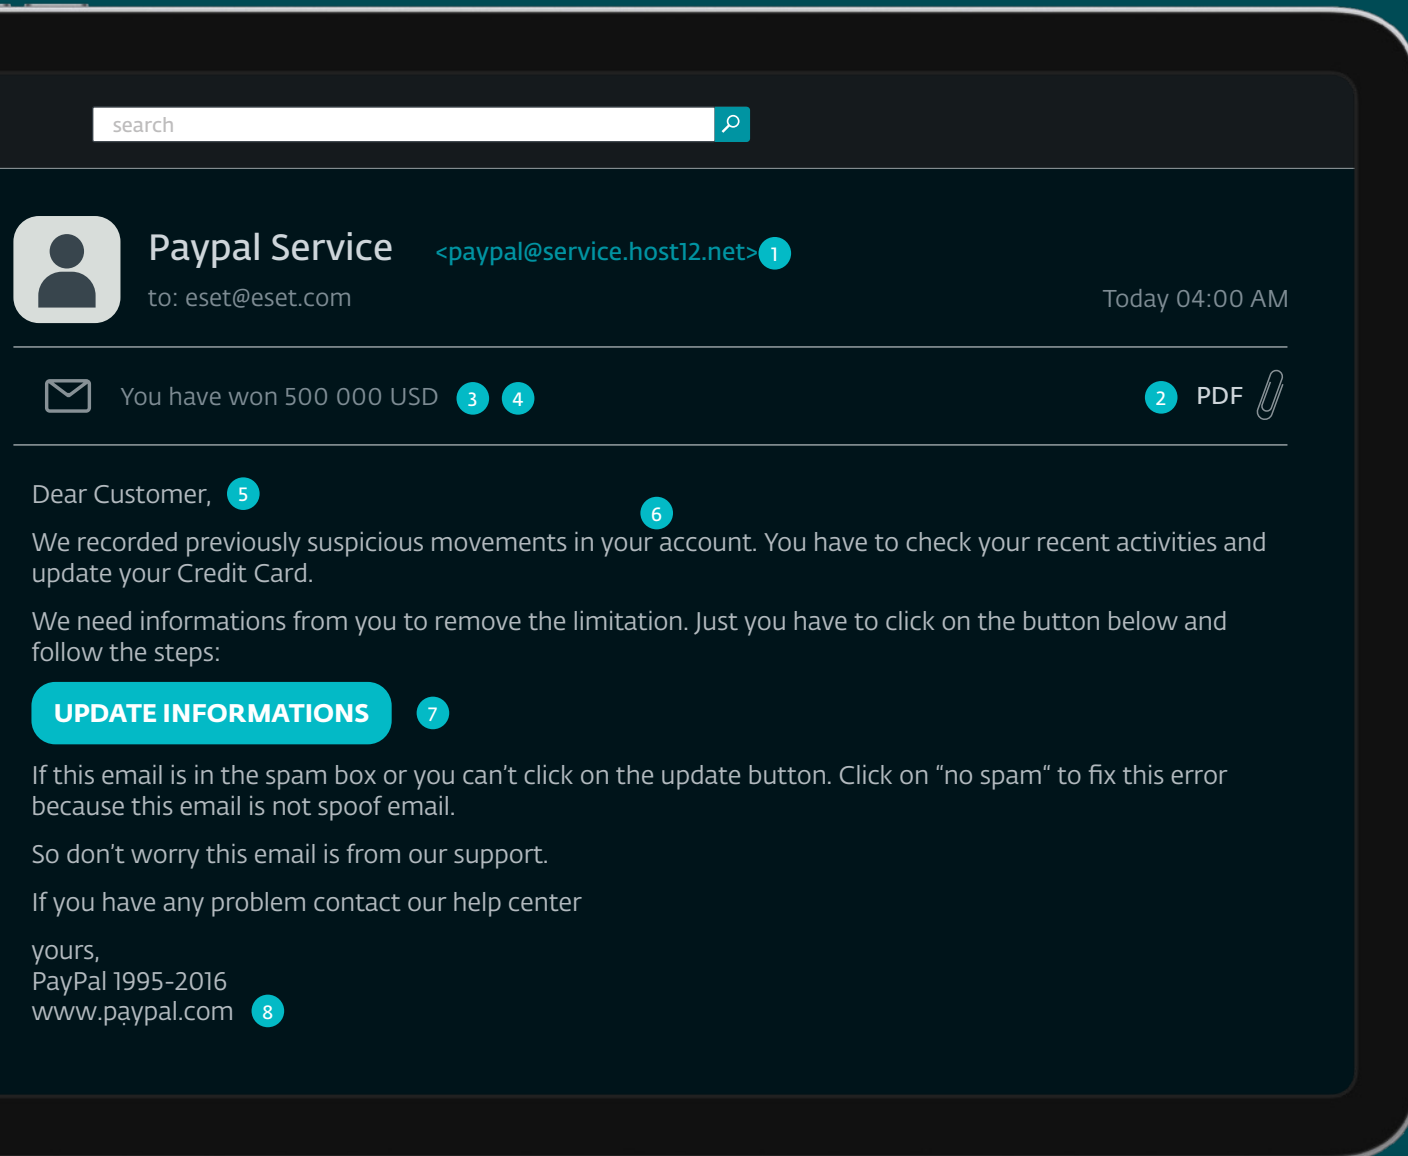 search
Paypal Service <paypal@service.host12.net> 1
to: eset@eset.com
Today 04:00 AM
You have won 500 000 USD 3 4
2 PDF
Dear Customer, 5
6
We recorded previously suspicious movements in your account. You have to check your recent activities and
update your Credit Card.
We need informations from you to remove the limitation. Just you have to click on the button below and
follow the steps:
UPDATE INFORMATIONS 7
If this email is in the spam box or you can't click on the update button. Click on “no spam“ to fix this error
because this email is not spoof email.
So don't worry this email is from our support.
If you have any problem contact our help center
yours,
PayPal 1995-2016
www.pạypal.com 8